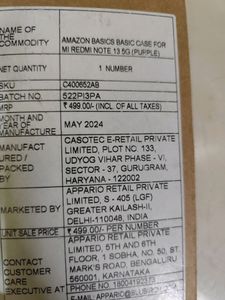 NAME OF
THE
COMMODITY
AMAZON BASICS BASIC CASE FOR
MI REDMI NOTE 13 5G (PURPLE)
NET QUANTITY
1 NUMBER
SKU
C400652AB
BATCH NO.
522PI3PA
MRP
₹ 499.00/- (INCL OF ALL TAXES)
MONTH AND
YEAR OF
MANUFACTURE
MAY 2024
MANUFACT
URED /
PACKED
BY
CASOTEC E-RETAIL PRIVATE
LIMITED, PLOT NO. 133,
UDYOG VIHAR PHASE - VI,
SECTOR - 37, GURUGRAM,
HARYANA - 122002
MARKETED BY
APPARIO RETAIL PRIVATE
LIMITED, S - 405 (LGF)
GREATER KAILASH-II,
DELHI-110048, INDIA
UNIT SALE PRICE
₹ 499.00/- PER NUMBER
CONTACT
CUSTOMER
CARE
EXECUTIVE AT
APPARIO RETAIL PRIVATE
LIMITED, 5TH AND 6TH
FLOOR, 1 SOBHA, NO. 50, ST.
MARK'S ROAD, BENGALURU
560001, KARNATAKA
PHONE NO.
E-MAIL: